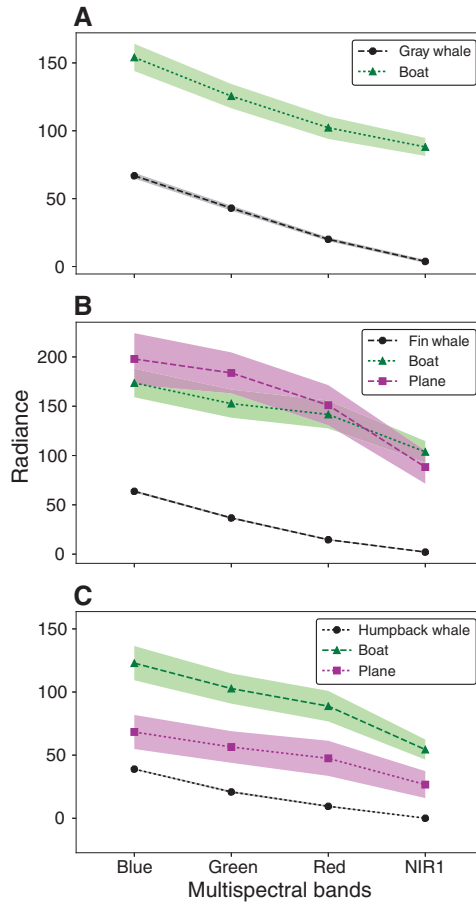 A
Gray whale
Boat
150
100
50
0
B
Fin whale
Boat
Plane
200
150
100
50
0
Radiance
C
Humpback whale
Boat
Plane
150
100
50
0
Blue Green Red NIR1
Multispectral bands